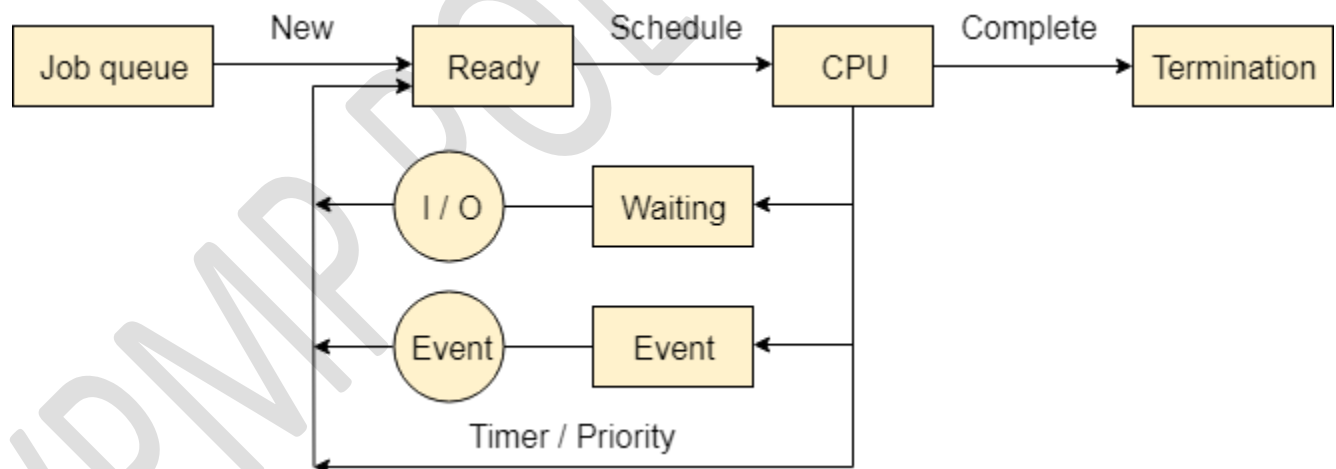 New
Schedule
Complete
Job queue
Ready
CPU
Termination
I / O
Waiting
Event
Event
Timer / Priority